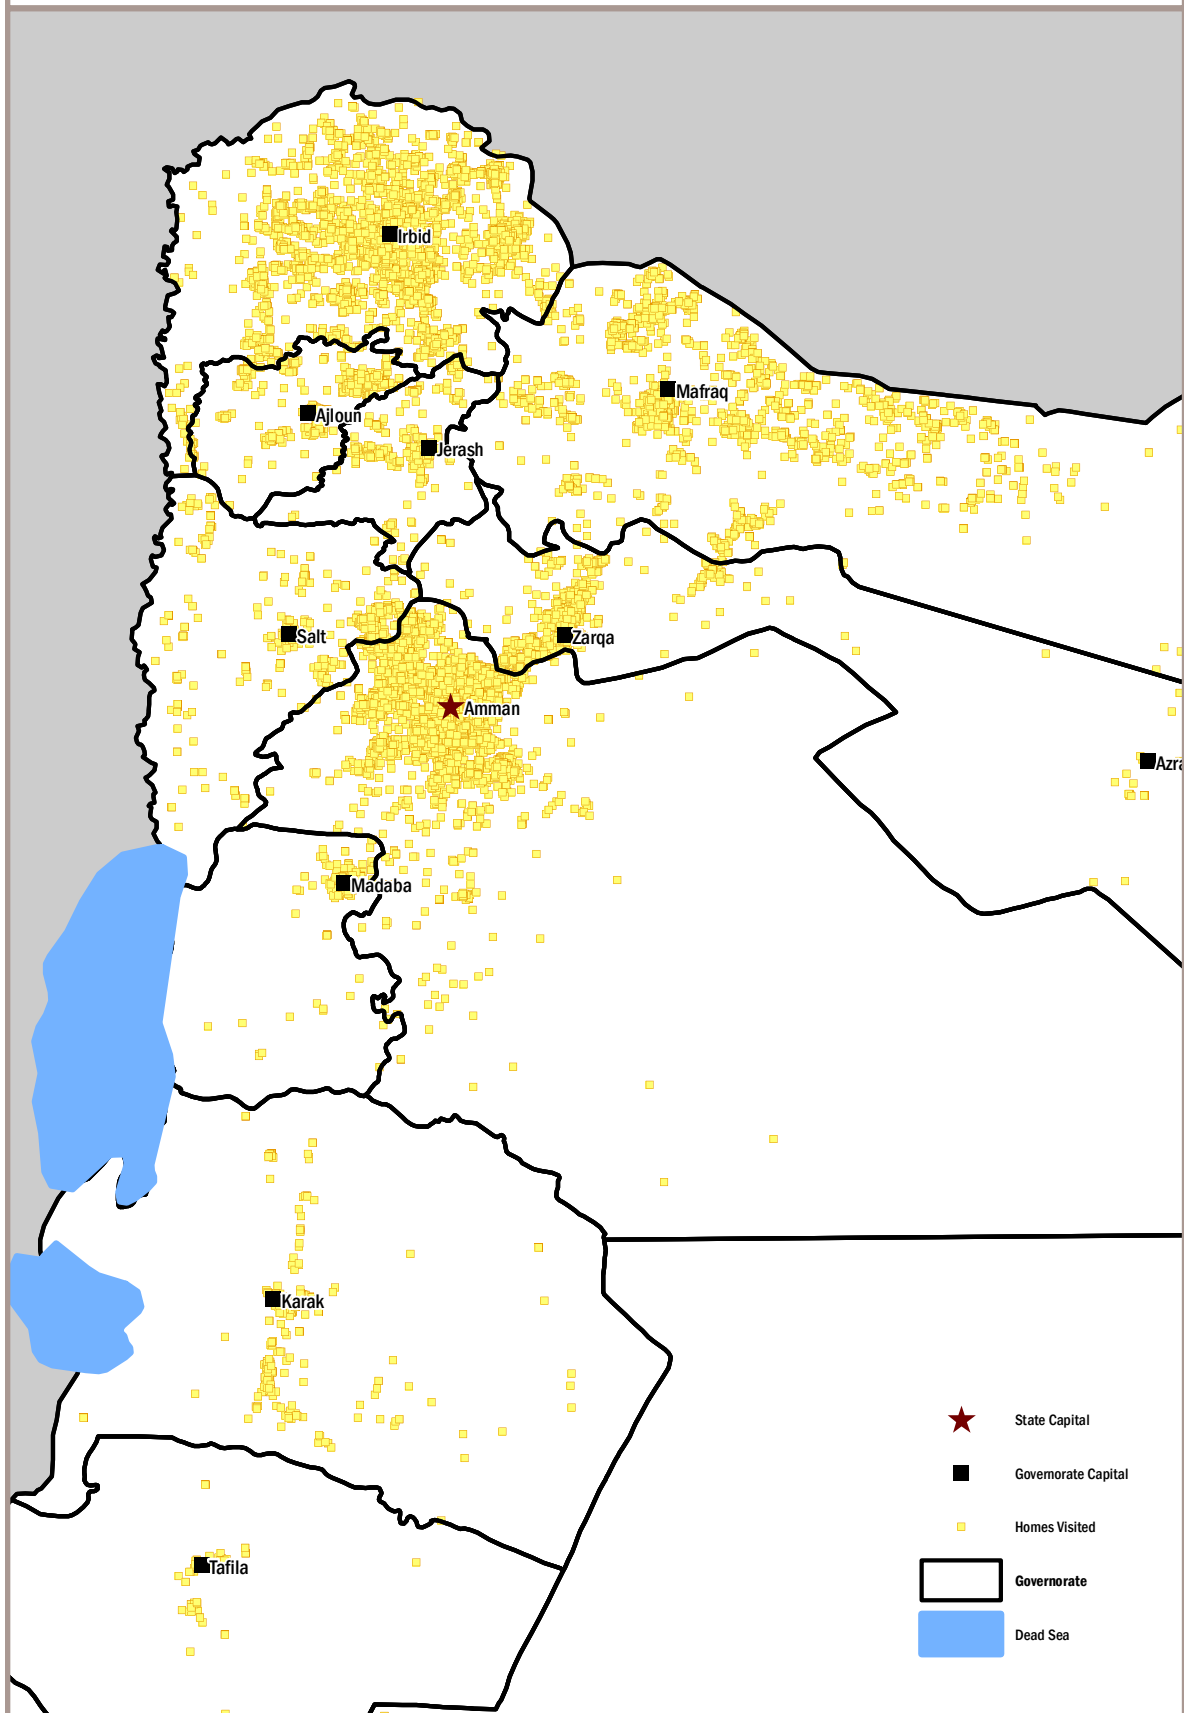 Irbid
Mafraq
Ajloun
Jerash
Salt
Zarqa
Amman
Azra
Madaba
Karak
State Capital
Governorate Capital
Homes Visited
Governorate
Dead Sea
Tafila